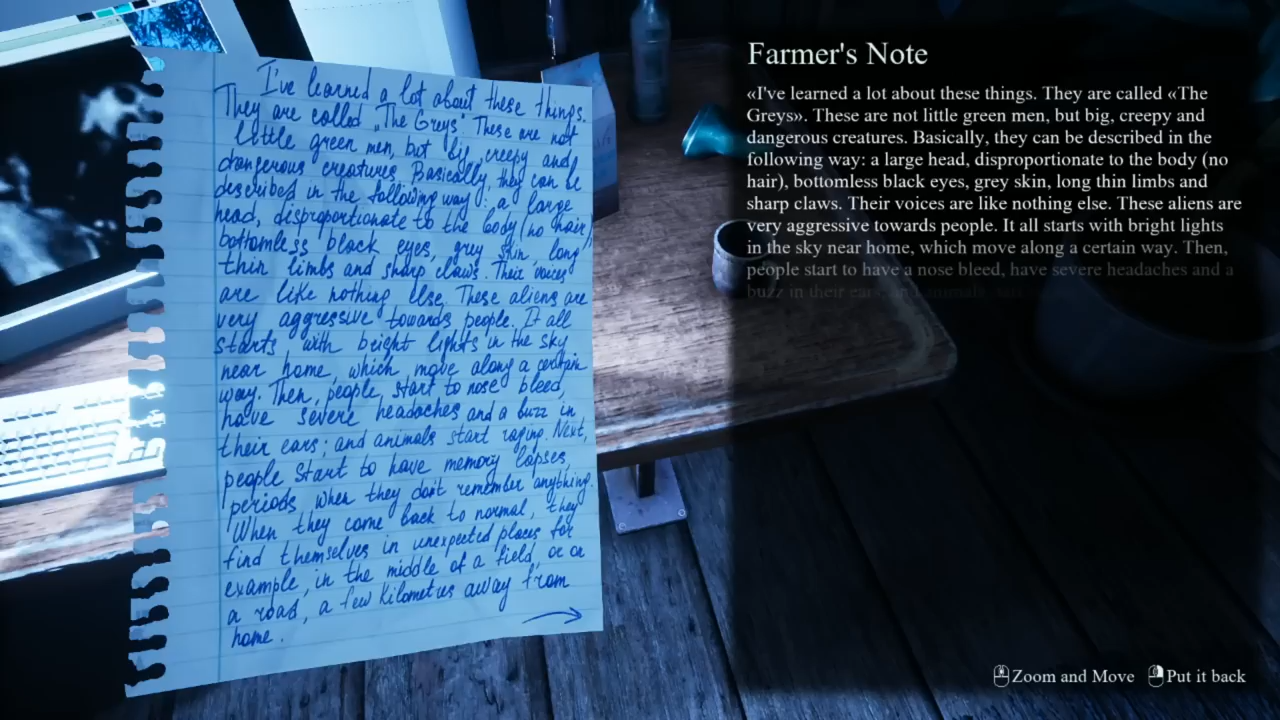 I've learned a lot about these things.
They are called „The Greys". These are not
little green men, but big, creepy and
dangerous creatures. Basically, they can be
described in the following way: a large
head, disproportionate to the body (no hair),
bottomless black eyes, grey skin, long
thin limbs and sharp claws. Their voices
are like nothing else. These aliens are
very aggressive towards people. It all
starts with bright lights in the sky
near home, which move along a certain
way. Then, people start to nose bleed,
have severe headaches and a buzz in
their ears; and animals start raging. Next,
people start to have memory lapses,
periods when they don't remember anything.
When they come back to normal, they
find themselves in unexpected places for
example, in the middle of a field, or on
a road, a few kilometres away from
home.
Farmer's Note
«I've learned a lot about these things. They are called «The
Greys». These are not little green men, but big, creepy and
dangerous creatures. Basically, they can be described in the
following way: a large head, disproportionate to the body (no
hair), bottomless black eyes, grey skin, long thin limbs and
sharp claws. Their voices are like nothing else. These aliens are
very aggressive towards people. It all starts with bright lights
in the sky near home, which move along a certain way. Then,
people start to have a nose bleed, have severe headaches and a
buzz in their ears, and animals
Zoom and Move
Put it back